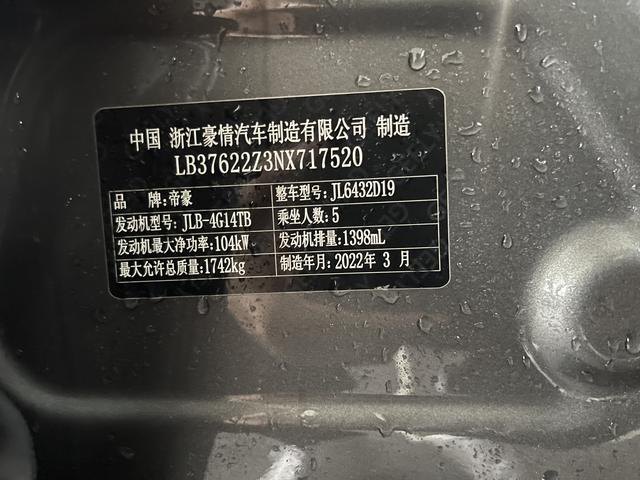 中国 浙江豪情汽车制造有限公司 制造
LB37622Z3NX717520
品 牌:帝豪 整车型号:JL6432D19
发动机型号:JLB-4G14TB 乘坐人数:5
发动机最大净功率:104kW 发动机排量:1398mL
最大允许总质量:1742kg 制造年月:2022年 3 月